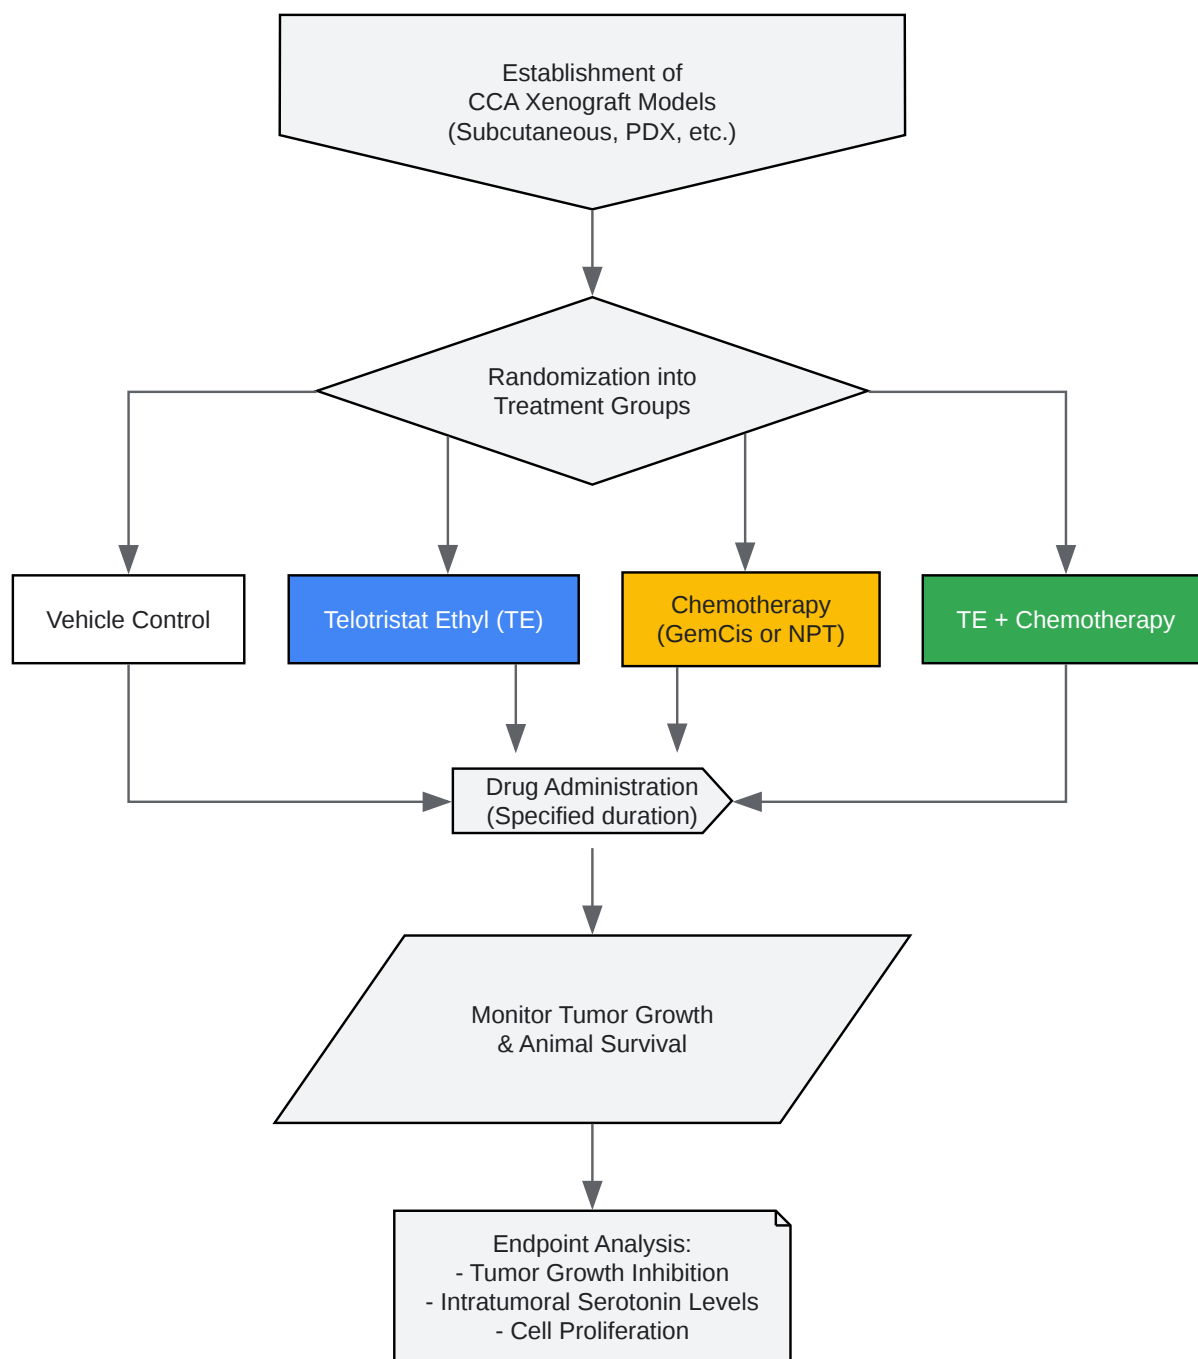 Establishment of
CCA Xenograft Models
(Subcutaneous, PDX, etc.)
Randomization into
Treatment Groups
Vehicle Control
Telotristat Ethyl (TE)
Chemotherapy
(GemCis or NPT)
TE + Chemotherapy
Drug Administration
(Specified duration)
Monitor Tumor Growth
& Animal Survival
Endpoint Analysis:
- Tumor Growth Inhibition
- Intratumoral Serotonin Levels
- Cell Proliferation